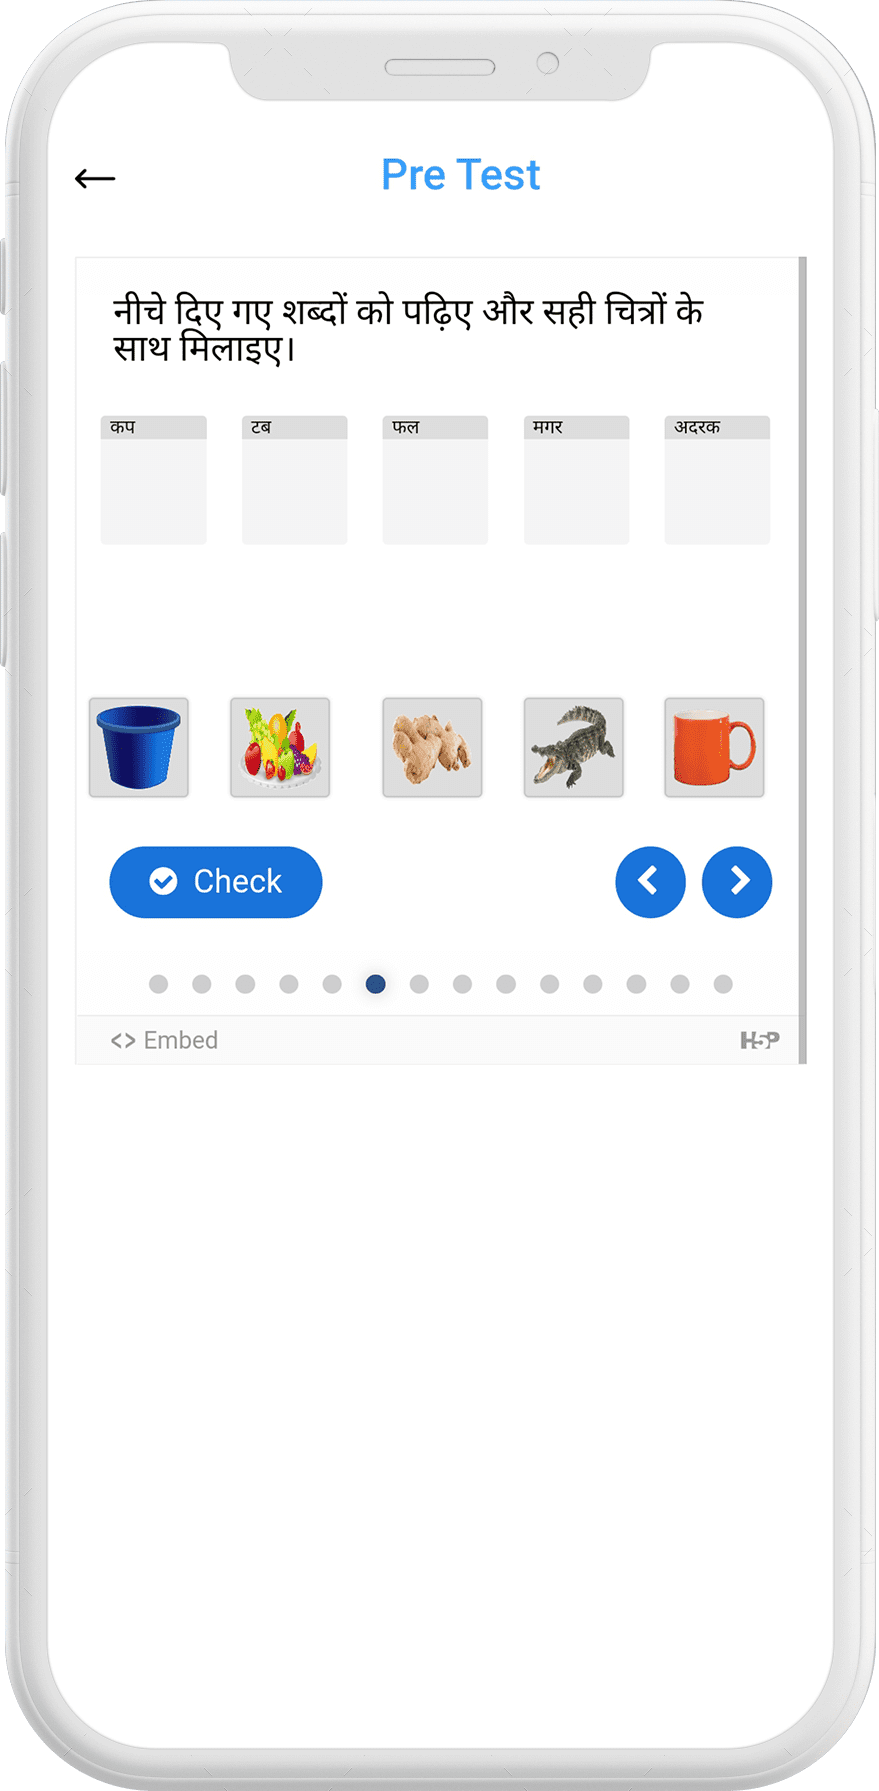 Pre Test
नीचे दिए गए शब्दों को पढ़िए और सही चित्रों के
साथ मिलाइए।
कप
टब
फल
मगर
अदरक
Check
<> Embed
H5P